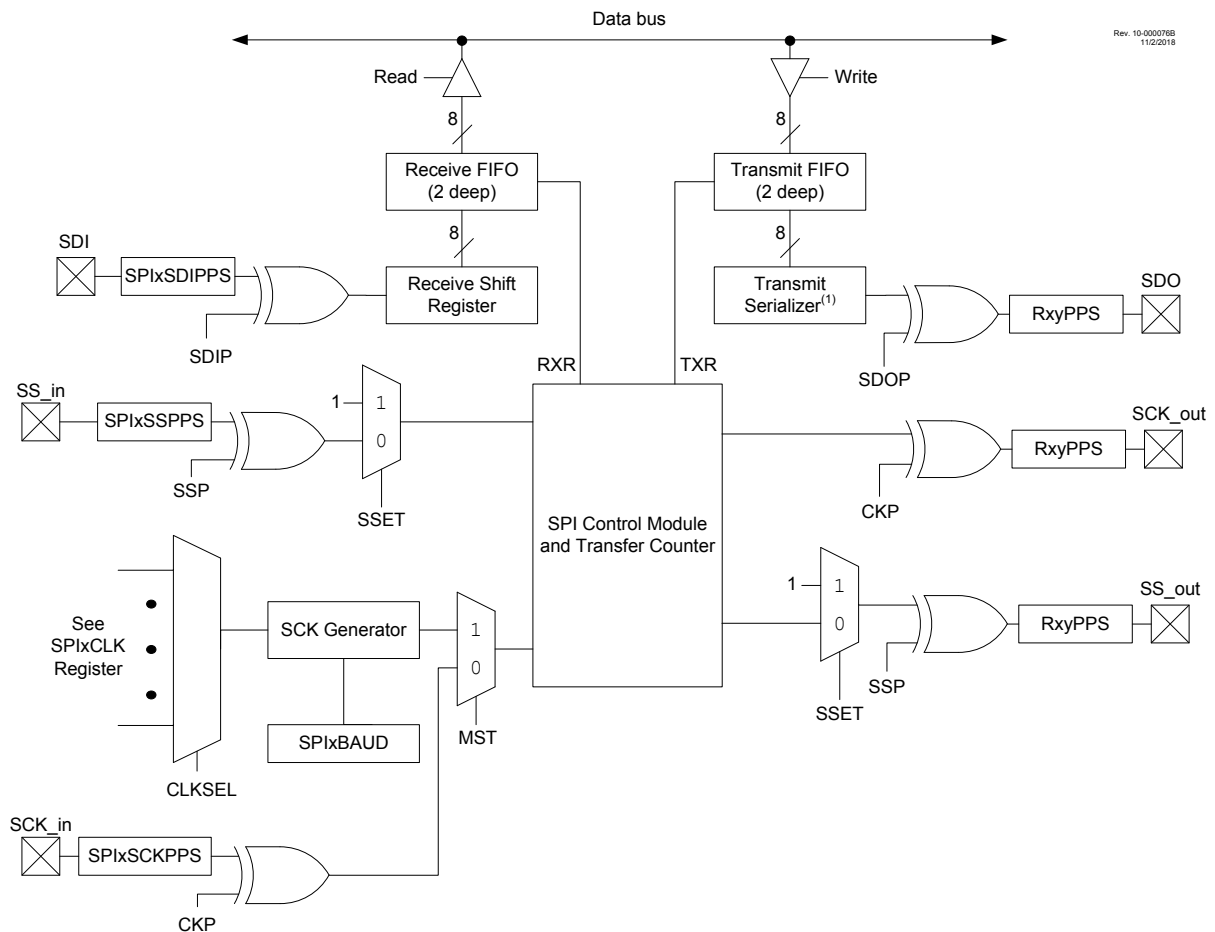 Data bus
Rev. 10-000076B
11/2/2018
Read
Write
8
8
Receive FIFO
(2 deep)
Transmit FIFO
(2 deep)
8
8
SDI
SPIxSDIPPS
Receive Shift
Register
Transmit
Serializer(1)
SDO
RxyPPS
SDIP
SDOP
RXR
TXR
SS_in
SPIxSSPPS
1
1
0
SSP
SSET
SCK_out
RxyPPS
CKP
SPI Control Module
and Transfer Counter
1
1
0
SS_out
RxyPPS
SSP
SSET
See
SPIxCLK
Register
SCK Generator
1
0
SPIxBAUD
MST
CLKSEL
SCK_in
SPIxSCKPPS
CKP